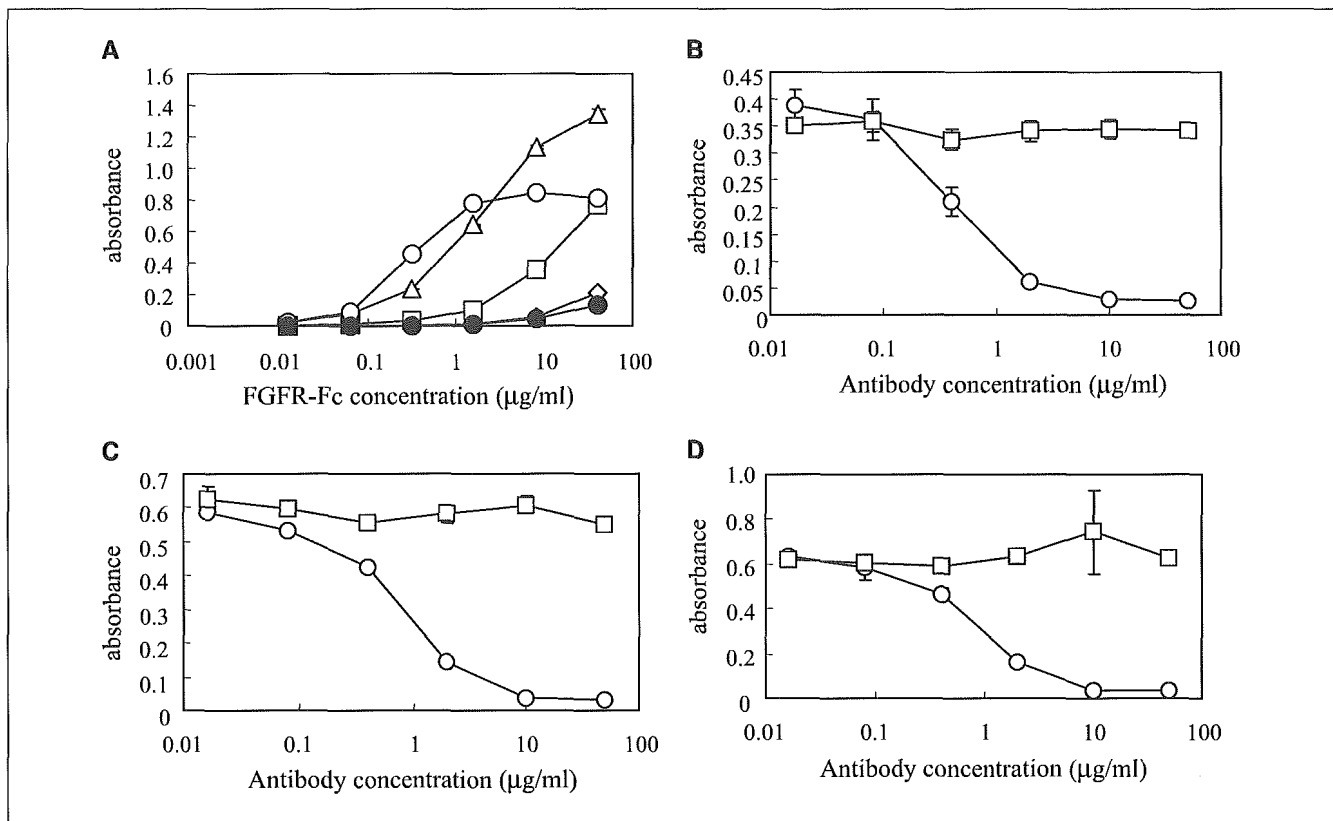 A
1.6
1.4
1.2
1.0
0.8
0.6
0.4
0.2
0
absorbance
0.001 0.01 0.1 1 10 100
FGFR-Fc concentration (μg/ml)
B
0.45
0.4
0.35
0.3
0.25
0.2
0.15
0.1
0.05
0
absorbance
0.01 0.1 1 10 100
Antibody concentration (μg/ml)
C
0.7
0.6
0.5
0.4
0.3
0.2
0.1
0
absorbance
0.01 0.1 1 10 100
Antibody concentration (μg/ml)
D
1.0
0.8
0.6
0.4
0.2
0
absorbance
0.01 0.1 1 10 100
Antibody concentration (μg/ml)